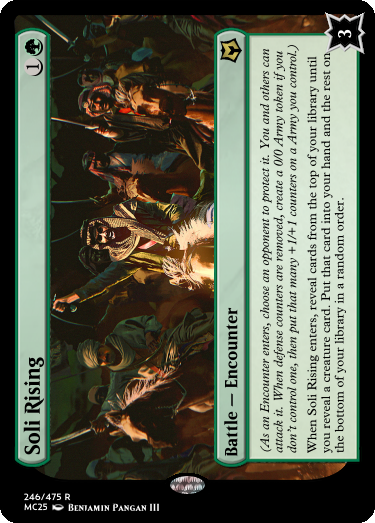 Soli Rising
1
Battle — Encounter
(As an Encounter enters, choose an opponent to protect it. You and others can
attack it. When defense counters are removed, create a 0/0 Army token if you
don't control one, then put that many +1/+1 counters on a Army you control.)
When Soli Rising enters, reveal cards from the top of your library until
you reveal a creature card. Put that card into your hand and the rest on
the bottom of your library in a random order.
3
246/475 R
MC25 Benjamin Pangan III